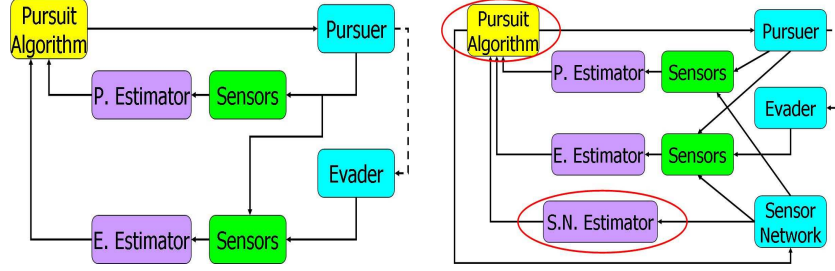 Pursuit
Algorithm
Pursuer
P. Estimator
Sensors
Evader
E. Estimator
Sensors
Pursuit
Algorithm
Pursuer
P. Estimator
Sensors
Evader
E. Estimator
Sensors
S.N. Estimator
Sensor
Network